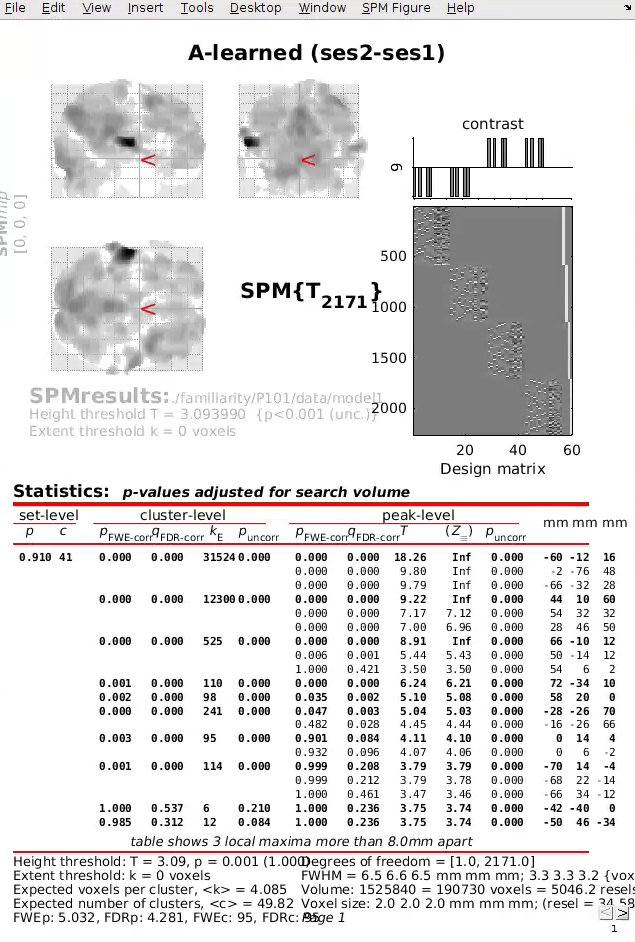 File Edit View Insert Tools Desktop Window SPM Figure Help
A-learned (ses2-ses1)
contrast
9
SPMmip
[0, 0, 0]
<
<
<
SPM{T2171}
500
1000
1500
2000
20 40 60
Design matrix
SPMresults: ./familiarity/P101/data/model1
Height threshold T = 3.093990 {p<0.001 (unc.)}
Extent threshold k = 0 voxels
Statistics: p-values adjusted for search volume
set-level cluster-level peak-level mm mm mm
p c pFWE-corr qFDR-corr kE puncorr pFWE-corr qFDR-corr T (Z≡) puncorr
0.910 41 0.000 0.000 31524 0.000 0.000 0.000 18.26 Inf 0.000 -60 -12 16
0.000 0.000 9.80 Inf 0.000 -2 -76 48
0.000 0.000 9.79 Inf 0.000 -66 -32 28
0.000 0.000 12300 0.000 0.000 0.000 9.22 Inf 0.000 44 10 60
0.000 0.000 7.17 7.12 0.000 54 32 32
0.000 0.000 7.00 6.96 0.000 28 46 50
0.000 0.000 525 0.000 0.000 0.000 8.91 Inf 0.000 66 -10 12
0.006 0.001 5.44 5.43 0.000 50 -14 12
1.000 0.421 3.50 3.50 0.000 54 6 2
0.001 0.000 110 0.000 0.000 0.000 6.24 6.21 0.000 72 -34 10
0.002 0.000 98 0.000 0.035 0.002 5.10 5.08 0.000 58 20 0
0.000 0.000 241 0.000 0.047 0.003 5.04 5.03 0.000 -28 -26 70
0.482 0.028 4.45 4.44 0.000 -16 -26 66
0.003 0.000 95 0.000 0.901 0.084 4.11 4.10 0.000 0 14 4
0.932 0.096 4.07 4.06 0.000 0 6 -2
0.001 0.000 114 0.000 0.999 0.208 3.79 3.79 0.000 -70 14 -4
0.999 0.212 3.79 3.78 0.000 -68 22 -14
1.000 0.461 3.47 3.46 0.000 -66 34 -12
1.000 0.537 6 0.210 1.000 0.236 3.75 3.74 0.000 -42 -40 0
0.985 0.312 12 0.084 1.000 0.236 3.75 3.74 0.000 -50 46 -34
table shows 3 local maxima more than 8.0mm apart
Height threshold: T = 3.09, p = 0.001 (1.000) Degrees of freedom = [1.0, 2171.0]
Extent threshold: k = 0 voxels FWHM = 6.5 6.6 6.5 mm mm mm; 3.3 3.3 3.2 {vox
Expected voxels per cluster, <k> = 4.085 Volume: 1525840 = 190730 voxels = 5046.2 resels
Expected number of clusters, <c> = 49.82 Voxel size: 2.0 2.0 2.0 mm mm mm; (resel = 34.58
FWEp: 5.032, FDRp: 4.281, FWEc: 95, FDRc: 95 Page 1
< >
1